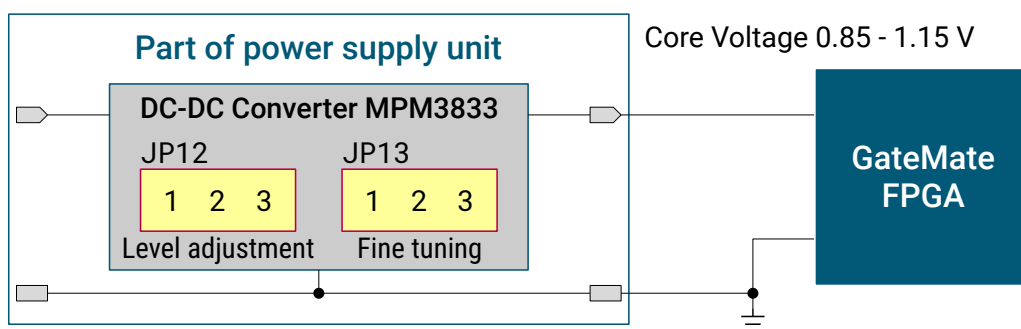 Part of power supply unit
Core Voltage 0.85 - 1.15 V
DC-DC Converter MPM3833
JP12
JP13
1 2 3
1 2 3
Level adjustment
Fine tuning
GateMate
FPGA